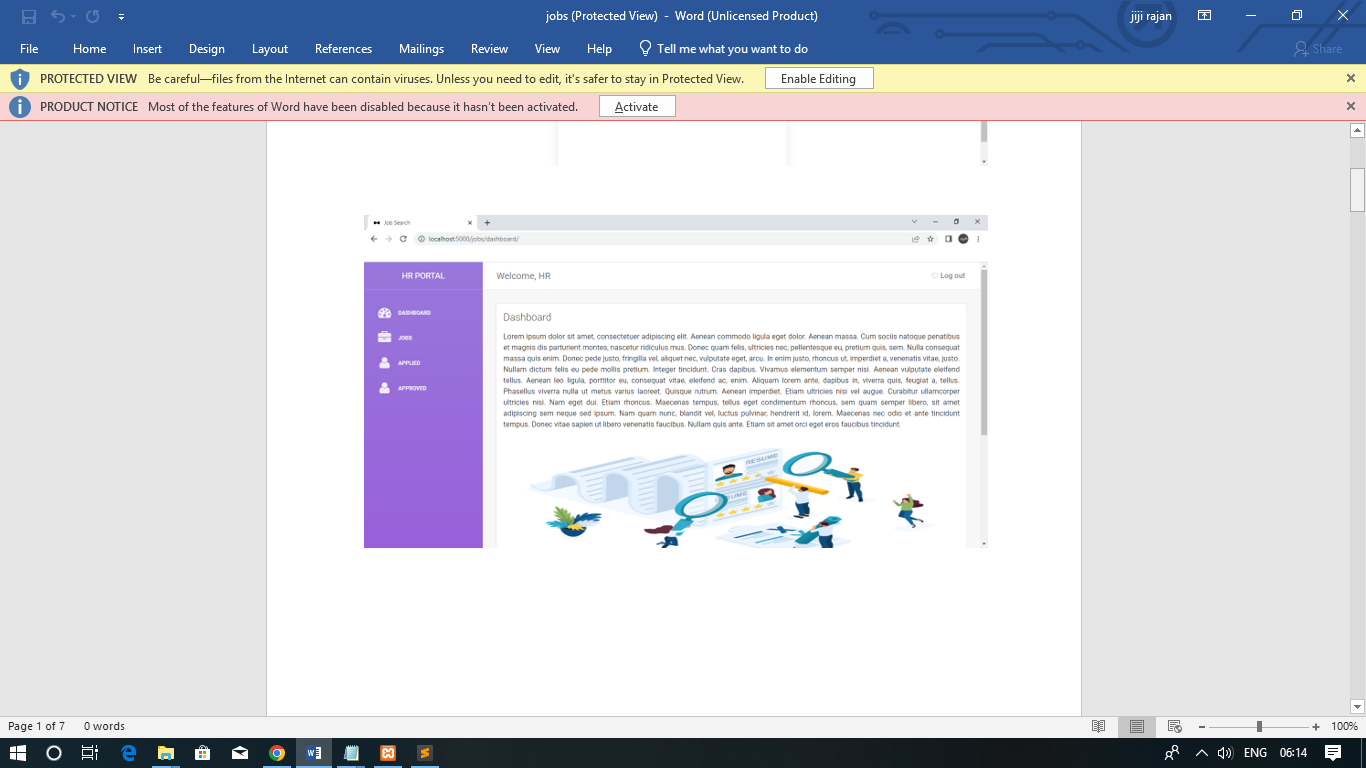 jobs (Protected View) - Word (Unlicensed Product)
jiji rajan
File Home Insert Design Layout References Mailings Review View Help Tell me what you want to do Share
PROTECTED VIEW Be careful—files from the Internet can contain viruses. Unless you need to edit, it's safer to stay in Protected View. Enable Editing
PRODUCT NOTICE Most of the features of Word have been disabled because it hasn't been activated. Activate
Job Search
localhost:5000/jobs/dashboard/
HR PORTAL
Welcome, HR
Log out
DASHBOARD
JOBS
APPLIED
APPROVED
Dashboard
Lorem ipsum dolor sit amet, consectetuer adipiscing elit. Aenean commodo ligula eget dolor. Aenean massa. Cum sociis natoque penatibus
et magnis dis parturient montes, nascetur ridiculus mus. Donec quam felis, ultricies nec, pellentesque eu, pretium quis, sem. Nulla consequat
massa quis enim. Donec pede justo, fringilla vel, aliquet nec, vulputate eget, arcu. In enim justo, rhoncus ut, imperdiet a, venenatis vitae, justo.
Nullam dictum felis eu pede mollis pretium. Integer tincidunt. Cras dapibus. Vivamus elementum semper nisi. Aenean vulputate eleifend
tellus. Aenean leo ligula, porttitor eu, consequat vitae, eleifend ac, enim. Aliquam lorem ante, dapibus in, viverra quis, feugiat a, tellus.
Phasellus viverra nulla ut metus varius laoreet. Quisque rutrum. Aenean imperdiet. Etiam ultricies nisi vel augue. Curabitur ullamcorper
ultricies nisi. Nam eget dui. Etiam rhoncus. Maecenas tempus, tellus eget condimentum rhoncus, sem quam semper libero, sit amet
adipiscing sem neque sed ipsum. Nam quam nunc, blandit vel, luctus pulvinar, hendrerit id, lorem. Maecenas nec odio et ante tincidunt
tempus. Donec vitae sapien ut libero venenatis faucibus. Nullam quis ante. Etiam sit amet orci eget eros faucibus tincidunt.
RESUME
Page 1 of 7 0 words
100%
ENG 06:14